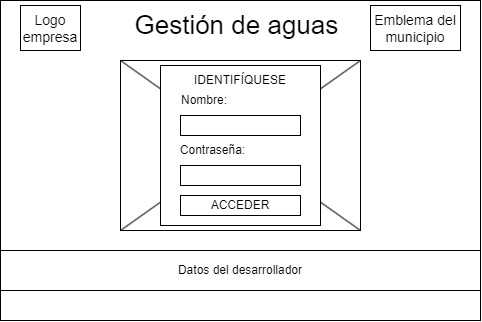 Logo
empresa
Gestión de aguas
Emblema del
municipio
IDENTIFÍQUESE
Nombre:
Contraseña:
ACCEDER
Datos del desarrollador